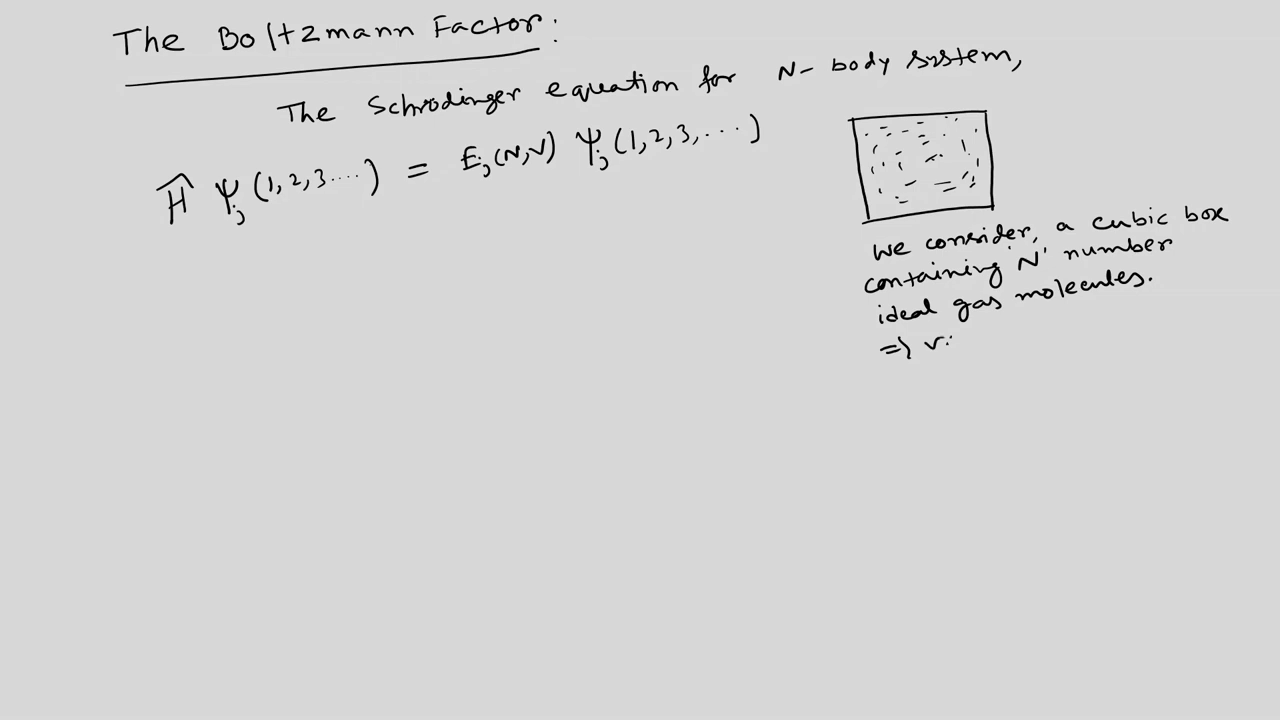 The Boltzmann Factor:
The Schrodinger equation for N-body system,
Ĥ Ψj (1,2,3....) = Ej(N,V) Ψj (1,2,3,....)
We consider, a cubic box
containing 'N' number
ideal gas molecules.
⇒ V: